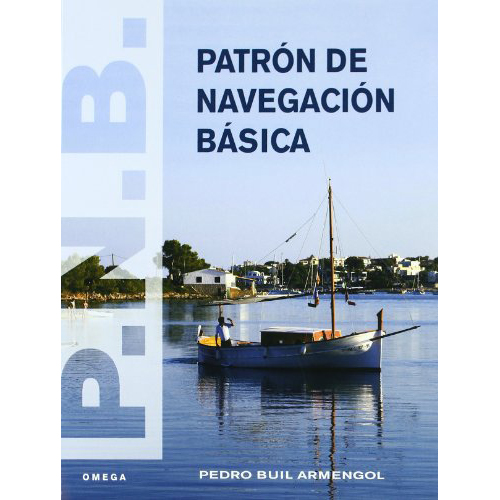 P.N.B.
PATRÓN DE
NAVEGACIÓN
BÁSICA
OMEGA
PEDRO BUIL ARMENGOL